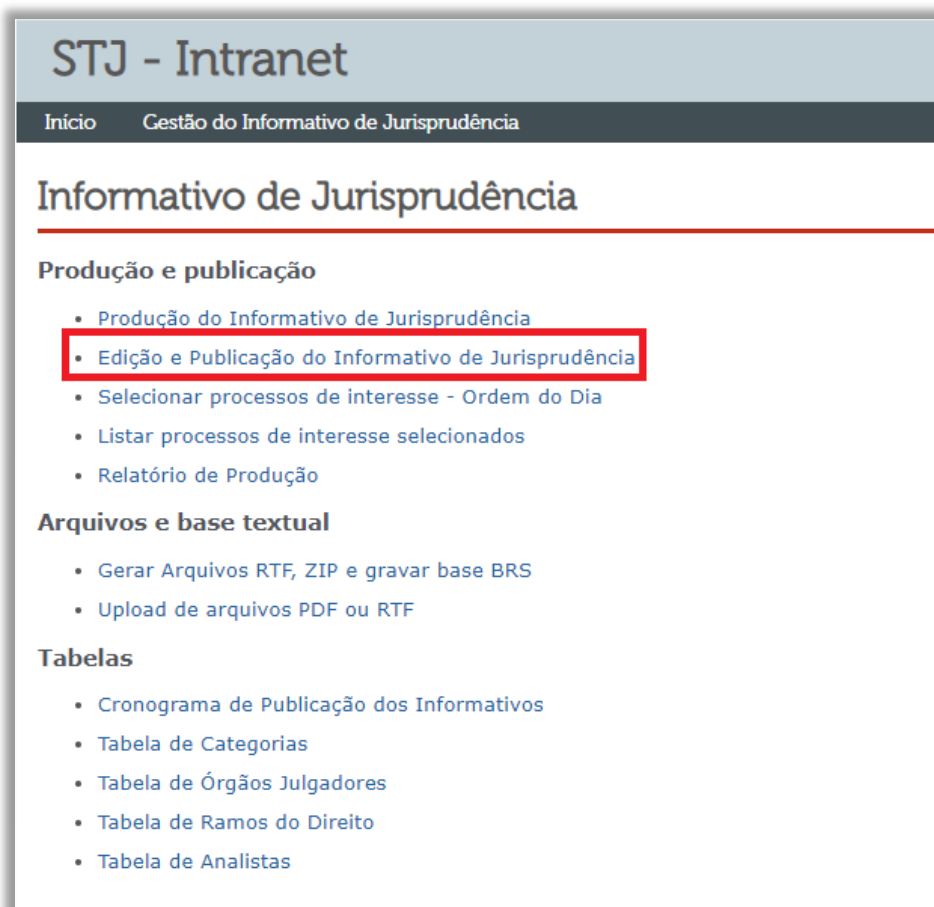 STJ - Intranet
Início Gestão do Informativo de Jurisprudência
Informativo de Jurisprudência
Produção e publicação
• Produção do Informativo de Jurisprudência
• Edição e Publicação do Informativo de Jurisprudência
• Selecionar processos de interesse - Ordem do Dia
• Listar processos de interesse selecionados
• Relatório de Produção
Arquivos e base textual
• Gerar Arquivos RTF, ZIP e gravar base BRS
• Upload de arquivos PDF ou RTF
Tabelas
• Cronograma de Publicação dos Informativos
• Tabela de Categorias
• Tabela de Órgãos Julgadores
• Tabela de Ramos do Direito
• Tabela de Analistas